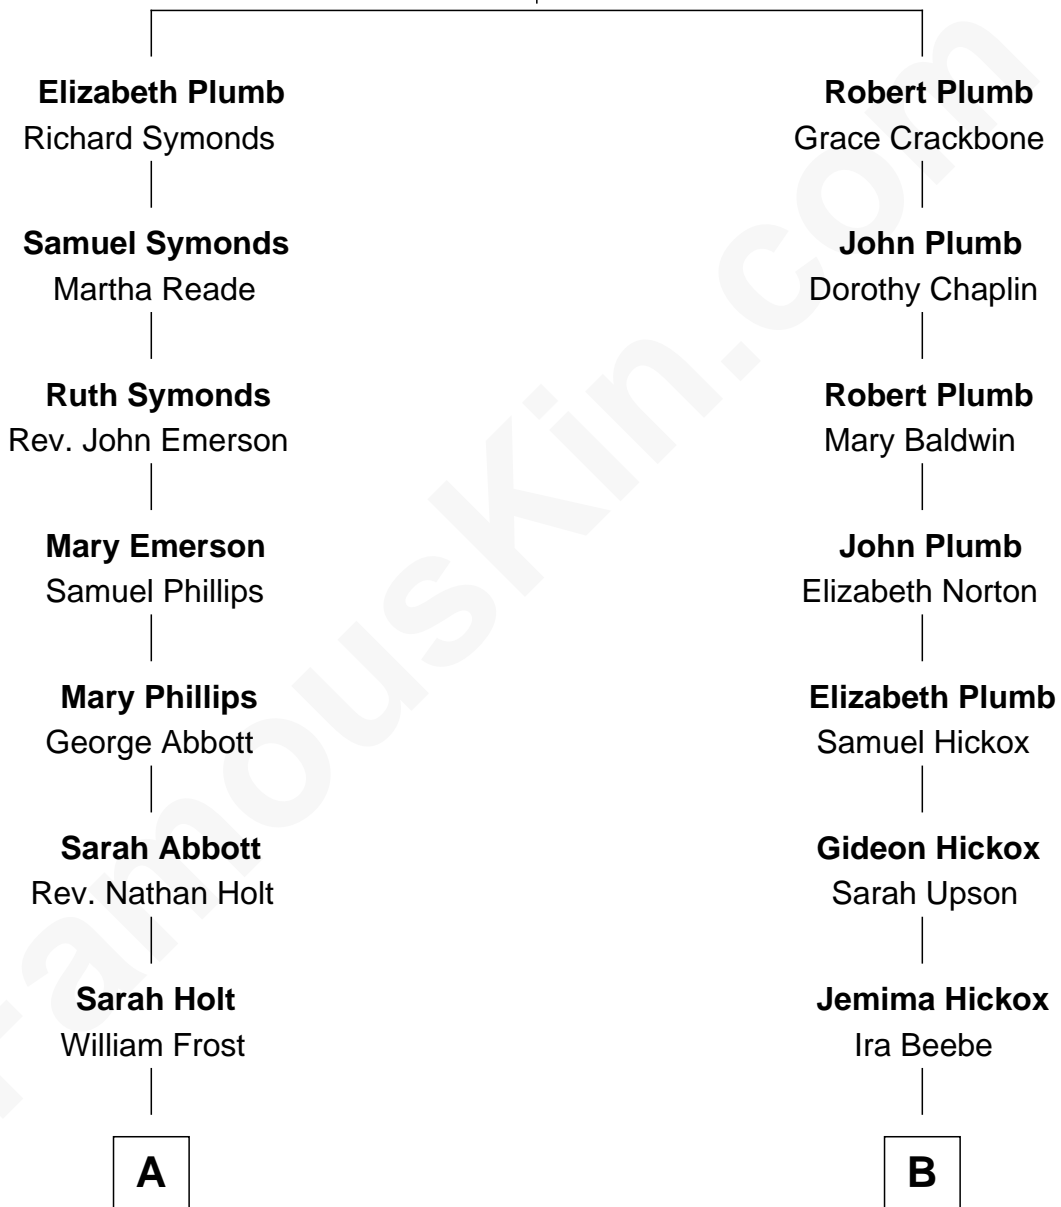 Elizabeth Plumb
Richard Symonds
Samuel Symonds
Martha Reade
Ruth Symonds
Rev. John Emerson
Mary Emerson
Samuel Phillips
Mary Phillips
George Abbott
Sarah Abbott
Rev. Nathan Holt
Sarah Holt
William Frost
A
Robert Plumb
Grace Crackbone
John Plumb
Dorothy Chaplin
Robert Plumb
Mary Baldwin
John Plumb
Elizabeth Norton
Elizabeth Plumb
Samuel Hickox
Gideon Hickox
Sarah Upson
Jemima Hickox
Ira Beebe
B
FamousKin.com